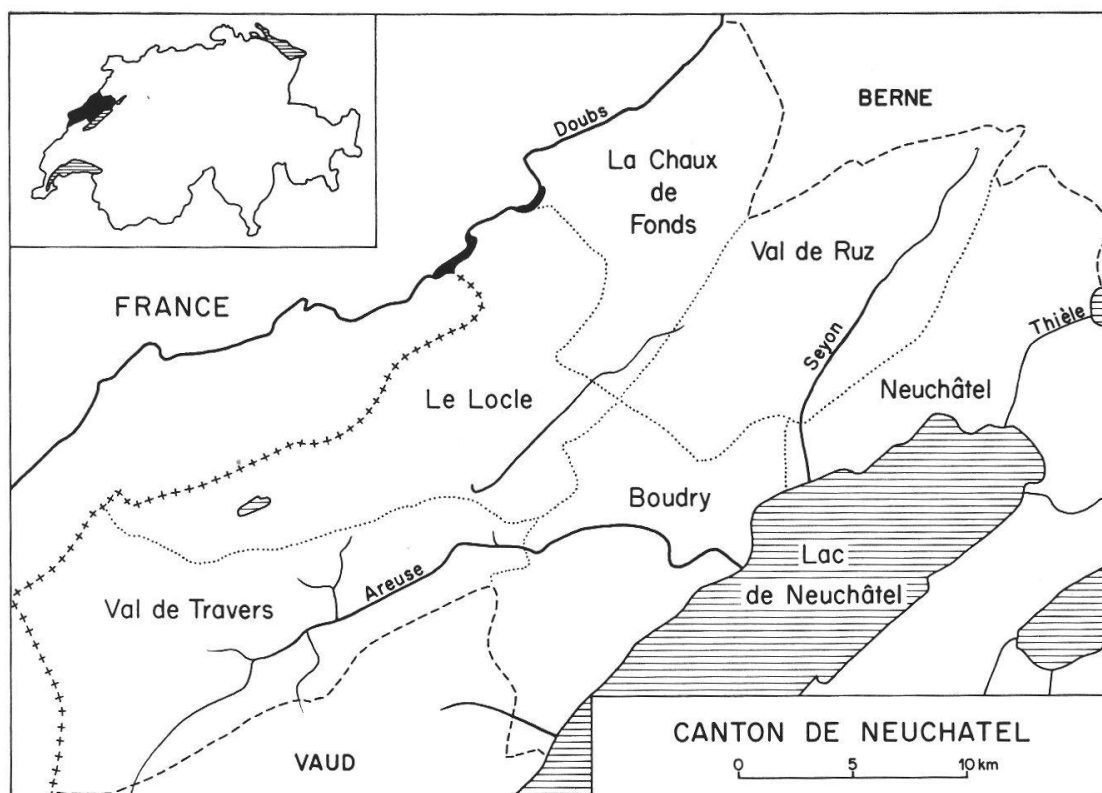 BERNE
Doubs
La Chaux
de
Fonds
Val de Ruz
FRANCE
Thièle
Seyon
Le Locle
Neuchâtel
Boudry
Lac
de Neuchâtel
Areuse
Val de Travers
VAUD
CANTON DE NEUCHATEL
0 5 10 km